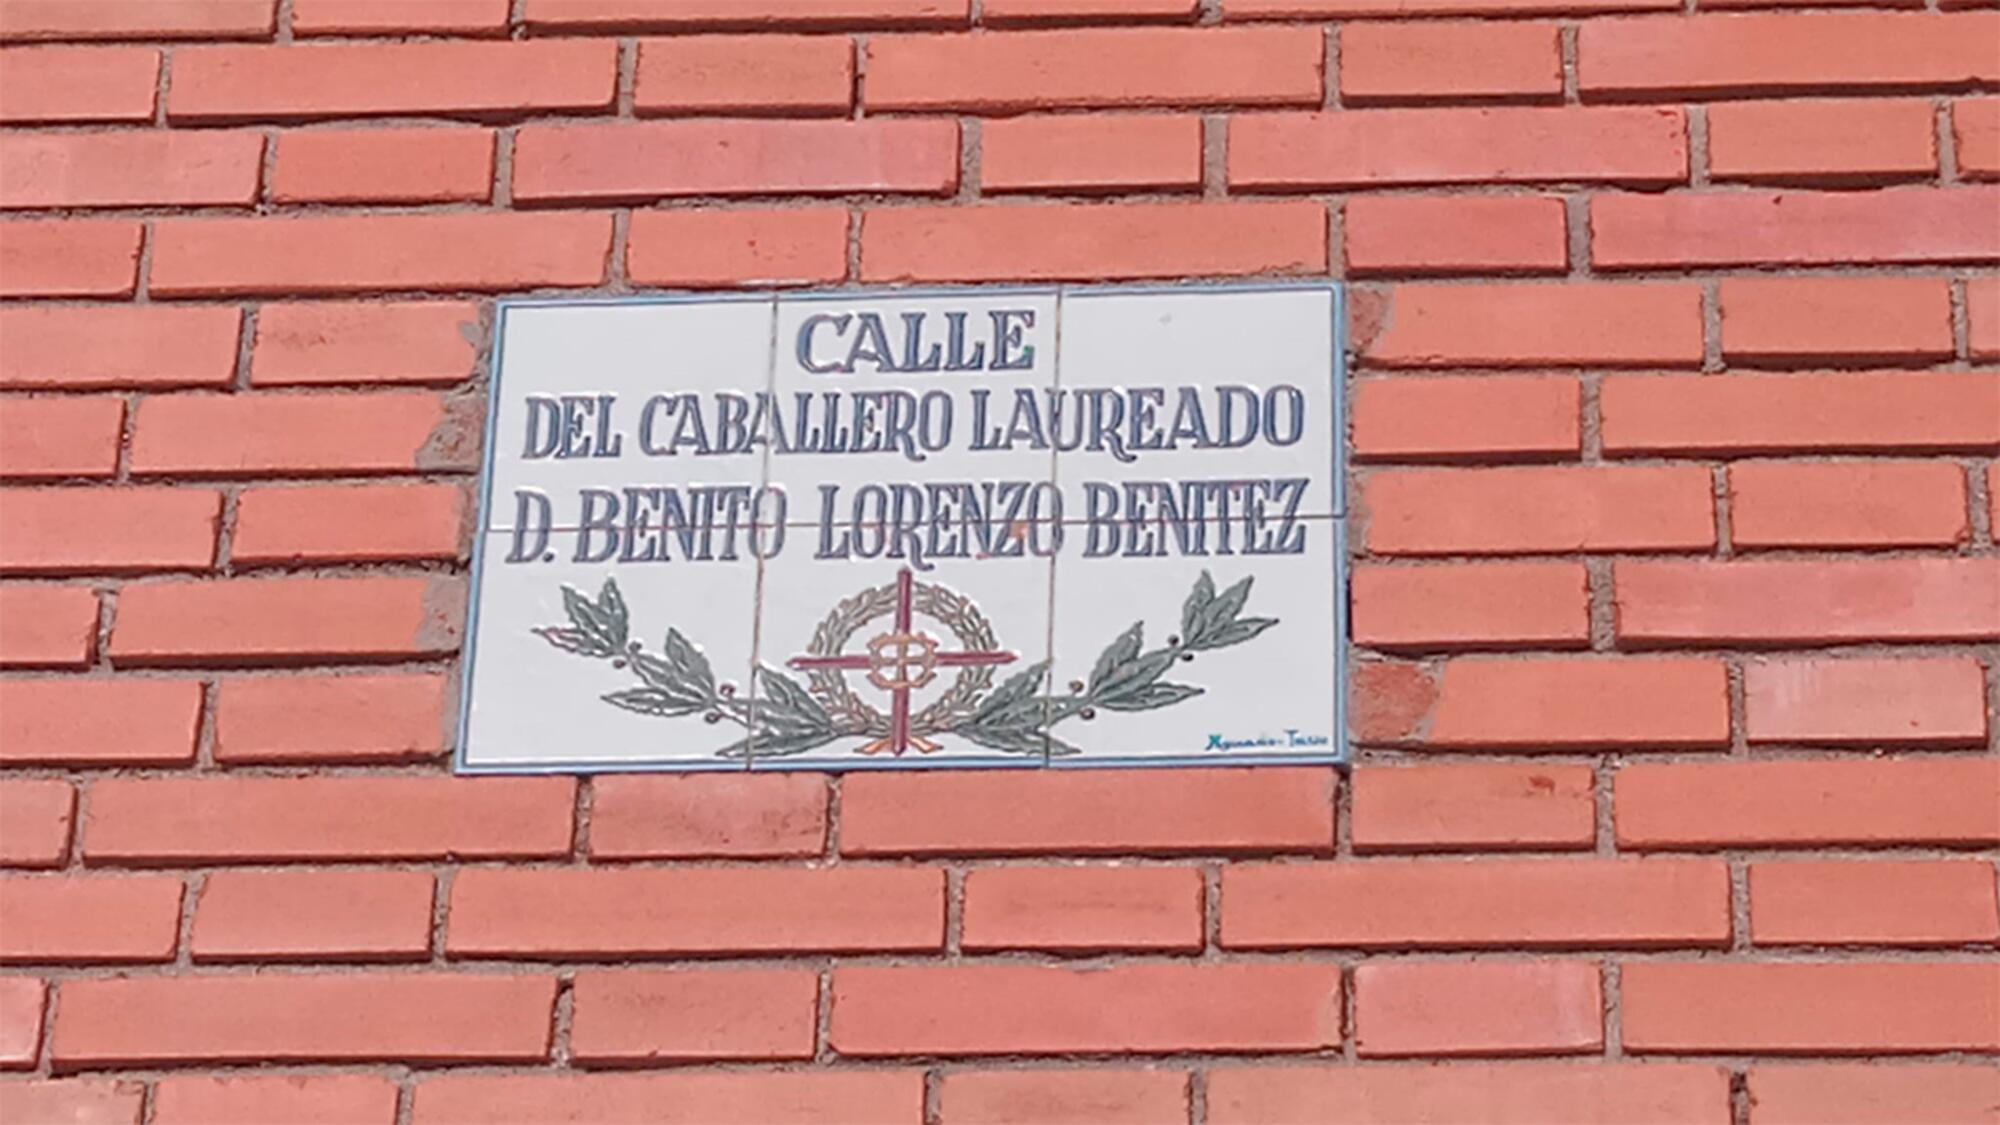 CALLE
DEL CABALLERO LAUREADO
D. BENITO LORENZO BENITEZ